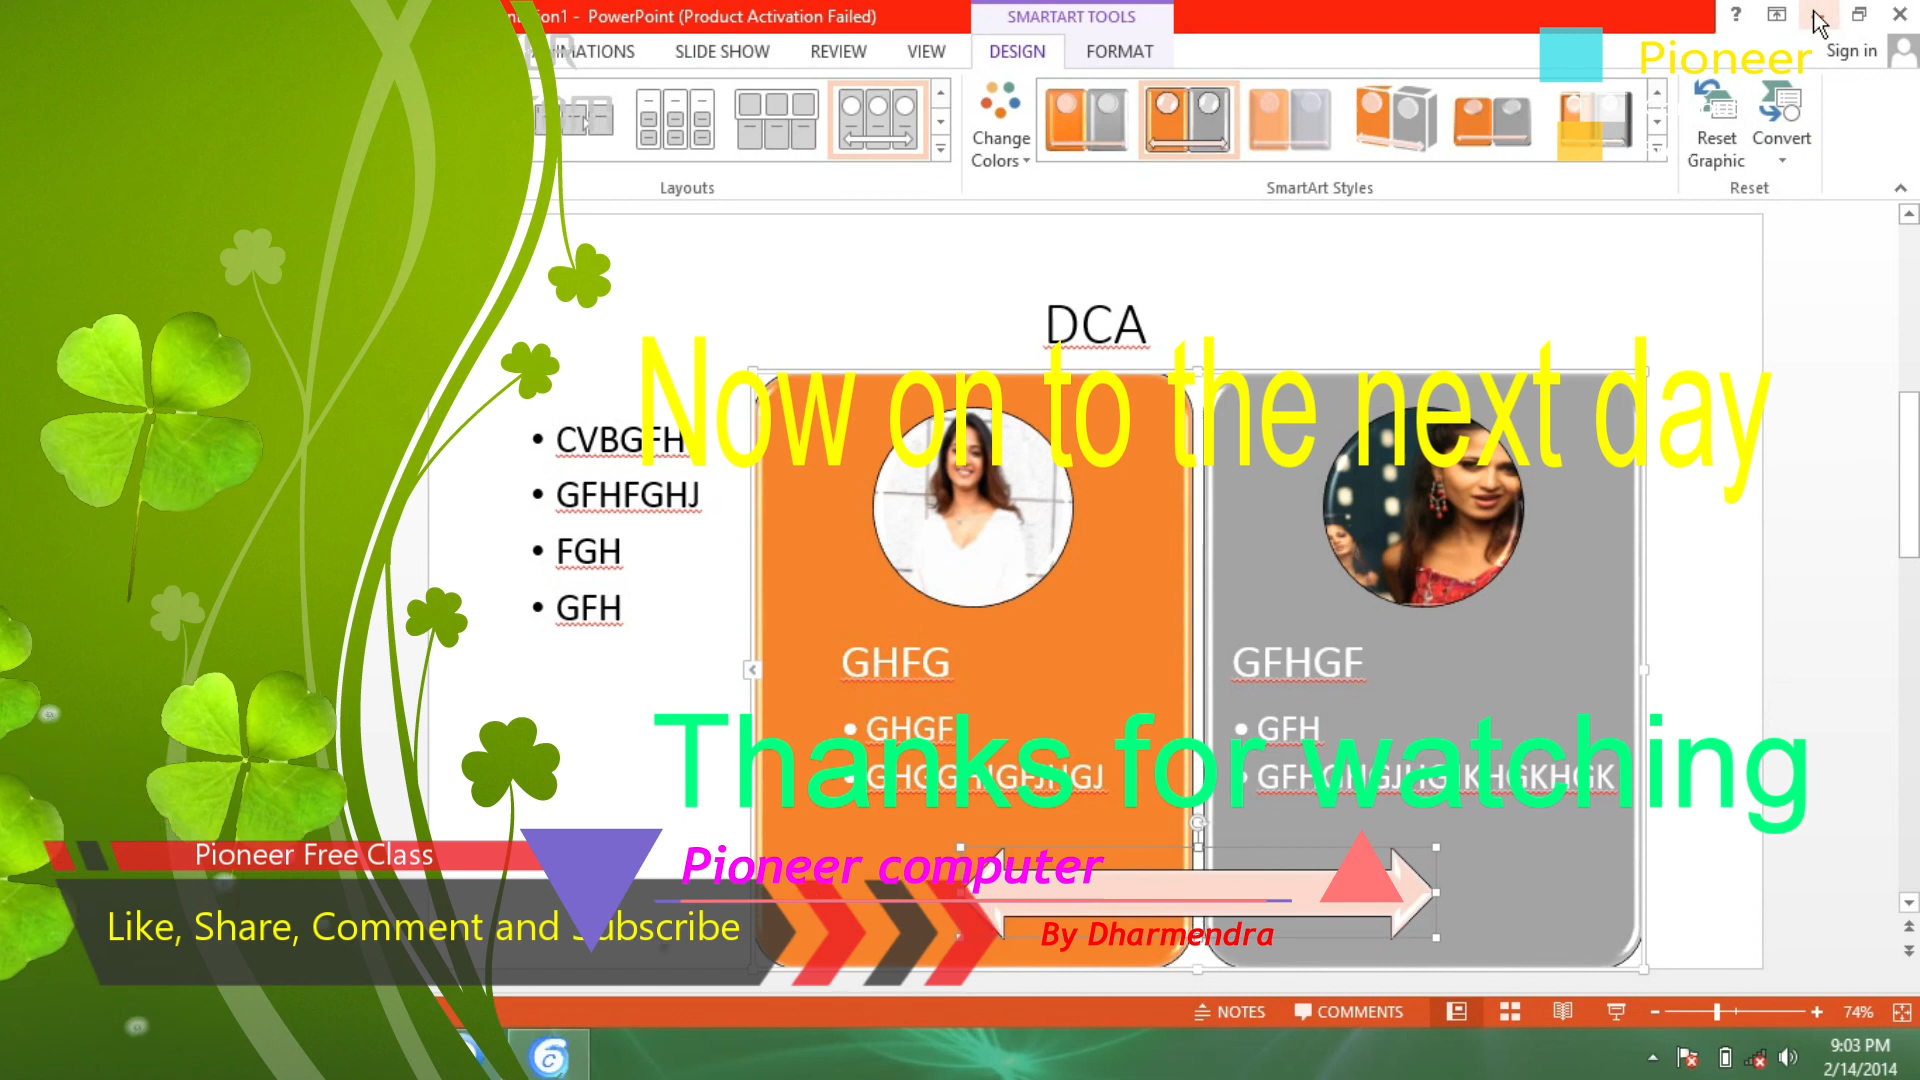 PowerPoint (Product Activation Failed)
SMARTART TOOLS
?
SLIDE SHOW
REVIEW
VIEW
DESIGN
FORMAT
Sign in
Pioneer
Change Colors
Reset Graphic
Convert
Layouts
SmartArt Styles
Reset
DCA
Now on to the next day
• CVBGFH
• GFHFGHJ
• FGH
• GFH
GHFG
• GHGF
GFHGF
• GFH
Thanks for watching
Pioneer Free Class
Like, Share, Comment and Subscribe
Pioneer computer
By Dharmendra
NOTES
COMMENTS
74%
9:03 PM
2/14/2014